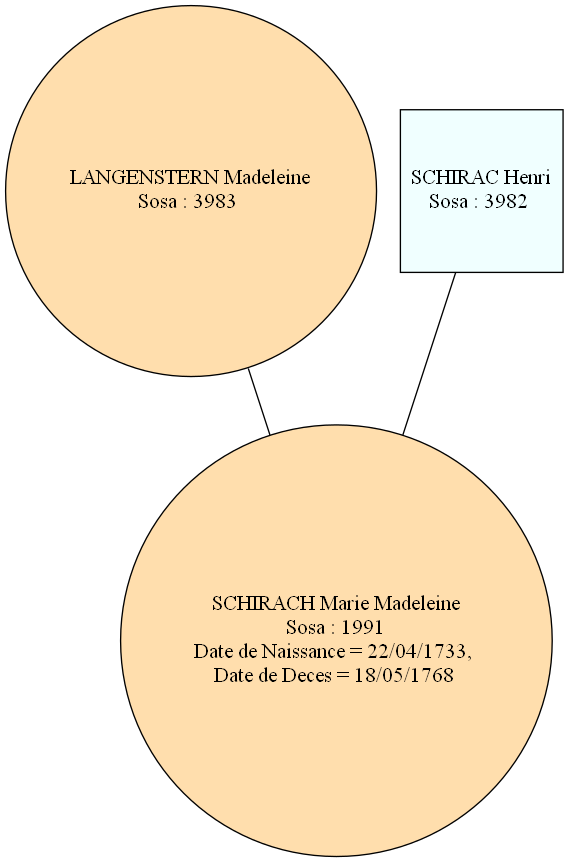 LANGENSTERN Madeleine
Sosa : 3983
SCHIRAC Henri
Sosa : 3982
SCHIRACH Marie Madeleine
Sosa : 1991
Date de Naissance = 22/04/1733,
Date de Deces = 18/05/1768